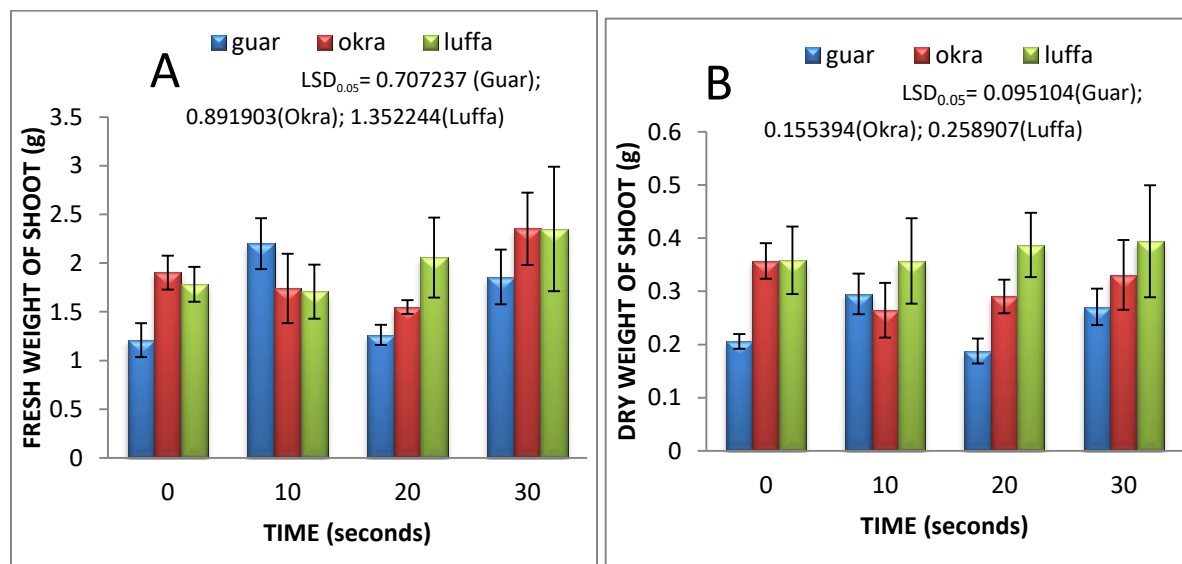 guar okra luffa
A
LSD0.05= 0.707237 (Guar);
0.891903(Okra); 1.352244(Luffa)
FRESH WEIGHT OF SHOOT (g)
3.5
3
2.5
2
1.5
1
0.5
0
0 10 20 30
TIME (seconds)
guar okra luffa
B
LSD0.05= 0.095104(Guar);
0.155394(Okra); 0.258907(Luffa)
DRY WEIGHT OF SHOOT (g)
0.6
0.5
0.4
0.3
0.2
0.1
0
0 10 20 30
TIME (seconds)